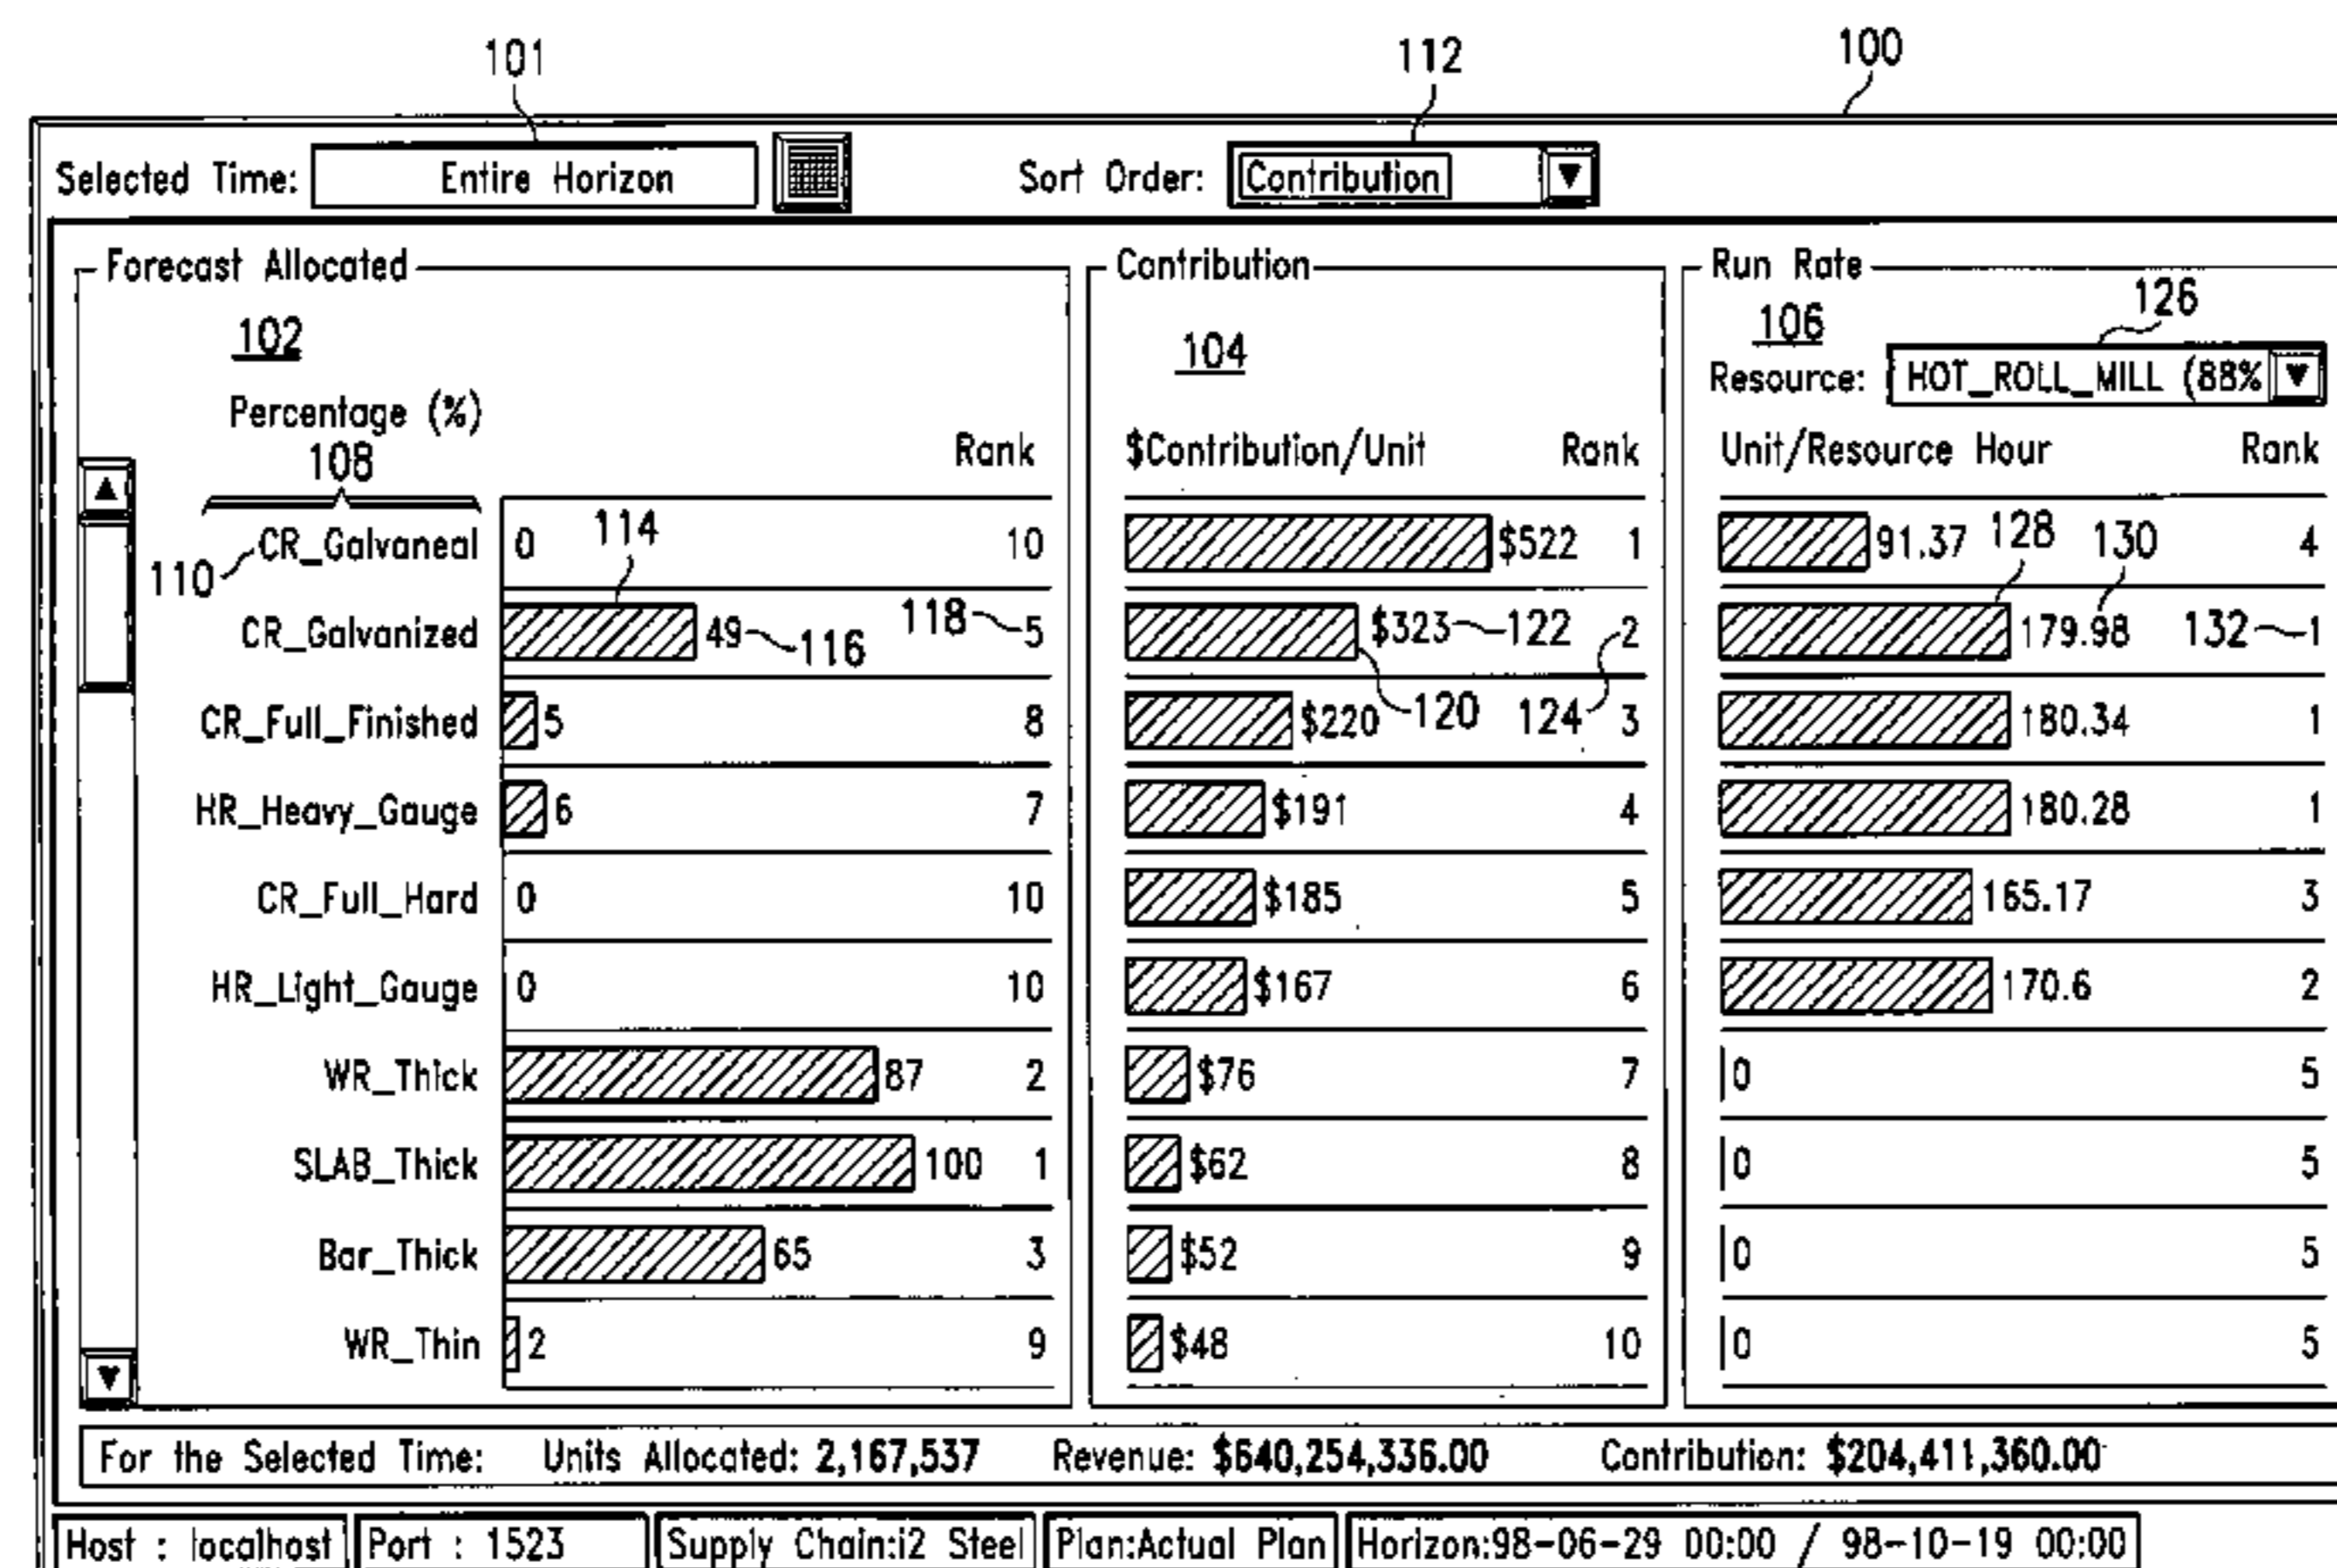 101 112 100
Selected Time: Entire Horizon Sort Order: Contribution
Forecast Allocated Contribution Run Rate
102 104 106 126
Resource: HOT_ROLL_MILL (88%
Percentage (%) Rank $Contribution/Unit Rank Unit/Resource Hour Rank
108
110 CR_Galvaneal 0 114 10 $522 1 91.37 128 130 4
CR_Galvanized 49 116 118 5 $323 122 2 179.98 132 1
CR_Full_Finished 5 8 $220 120 124 3 180.34 1
HR_Heavy_Gauge 6 7 $191 4 180.28 1
CR_Full_Hard 0 10 $185 5 165.17 3
HR_Light_Gauge 0 10 $167 6 170.6 2
WR_Thick 87 2 $76 7 0 5
SLAB_Thick 100 1 $62 8 0 5
Bar_Thick 65 3 $52 9 0 5
WR_Thin 2 9 $48 10 0 5
For the Selected Time: Units Allocated: 2,167,537 Revenue: $640,254,336.00 Contribution: $204,411,360.00
Host : localhost Port : 1523 Supply Chain:i2 Steel Plan:Actual Plan Horizon:98-06-29 00:00 / 98-10-19 00:00